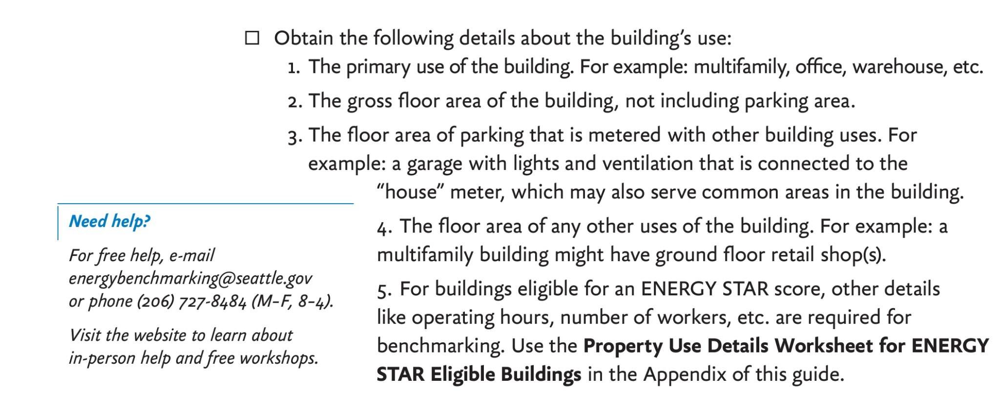 ☐ Obtain the following details about the building’s use:
1. The primary use of the building. For example: multifamily, office, warehouse, etc.
2. The gross floor area of the building, not including parking area.
3. The floor area of parking that is metered with other building uses. For
example: a garage with lights and ventilation that is connected to the
“house” meter, which may also serve common areas in the building.
4. The floor area of any other uses of the building. For example: a
multifamily building might have ground floor retail shop(s).
5. For buildings eligible for an ENERGY STAR score, other details
like operating hours, number of workers, etc. are required for
benchmarking. Use the Property Use Details Worksheet for ENERGY
STAR Eligible Buildings in the Appendix of this guide.
Need help?
For free help, e-mail
energybenchmarking@seattle.gov
or phone (206) 727-8484 (M–F, 8–4).
Visit the website to learn about
in-person help and free workshops.